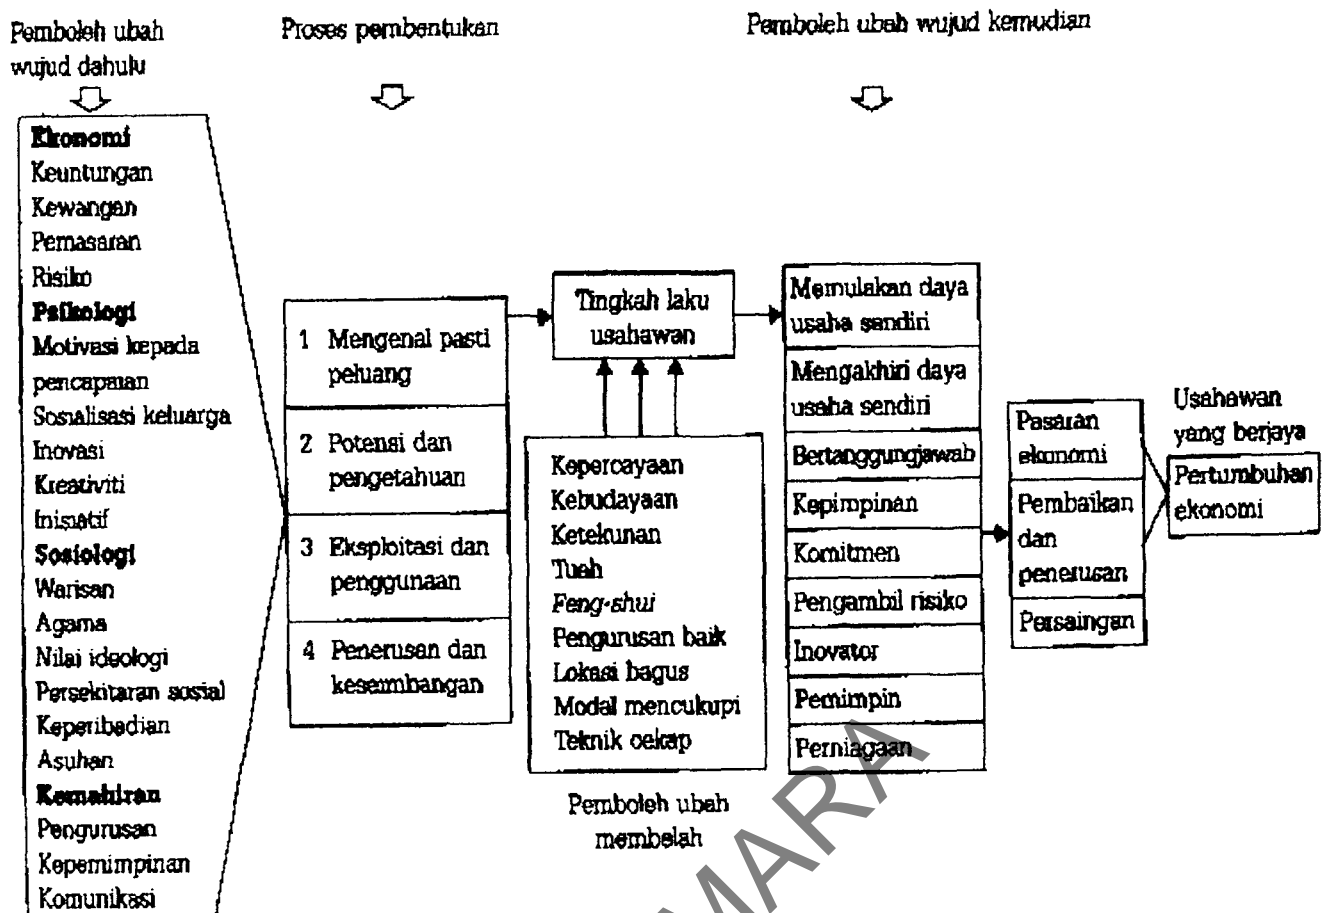 Pemboleh ubah
wujud dahulu
Proses pembentukan
Pemboleh ubah wujud kemudian
Ekonomi
Keuntungan
Kewangan
Pemasaran
Risiko
Psikologi
Motivasi kepada
pencapaian
Sosialisasi keluarga
Inovasi
Kreativiti
Inisiatif
Sosiologi
Warisan
Agama
Nilai ideologi
Persekitaran sosial
Keperibadian
Asuhan
Kemahiran
Pengurusan
Kepemimpinan
Komunikasi
1 Mengenal pasti
peluang
2 Potensi dan
pengetahuan
3 Eksploitasi dan
penggunaan
4 Penerusan dan
keseimbangan
Tingkah laku
usahawan
Kepercayaan
Kebudayaan
Ketekunan
Tuah
Feng-shui
Pengurusan baik
Lokasi bagus
Modal mencukupi
Teknik cekap
Pemboleh ubah
membelah
Memulakan daya
usaha sendiri
Mengakhiri daya
usaha sendiri
Bertanggungjawab
Kepimpinan
Komitmen
Pengambil risiko
Inovator
Pemimpin
Perniagaan
Pasaran
ekonomi
Pembaikan
dan
penerusan
Persaingan
Usahawan
yang berjaya
Pertumbuhan
ekonomi
MARA